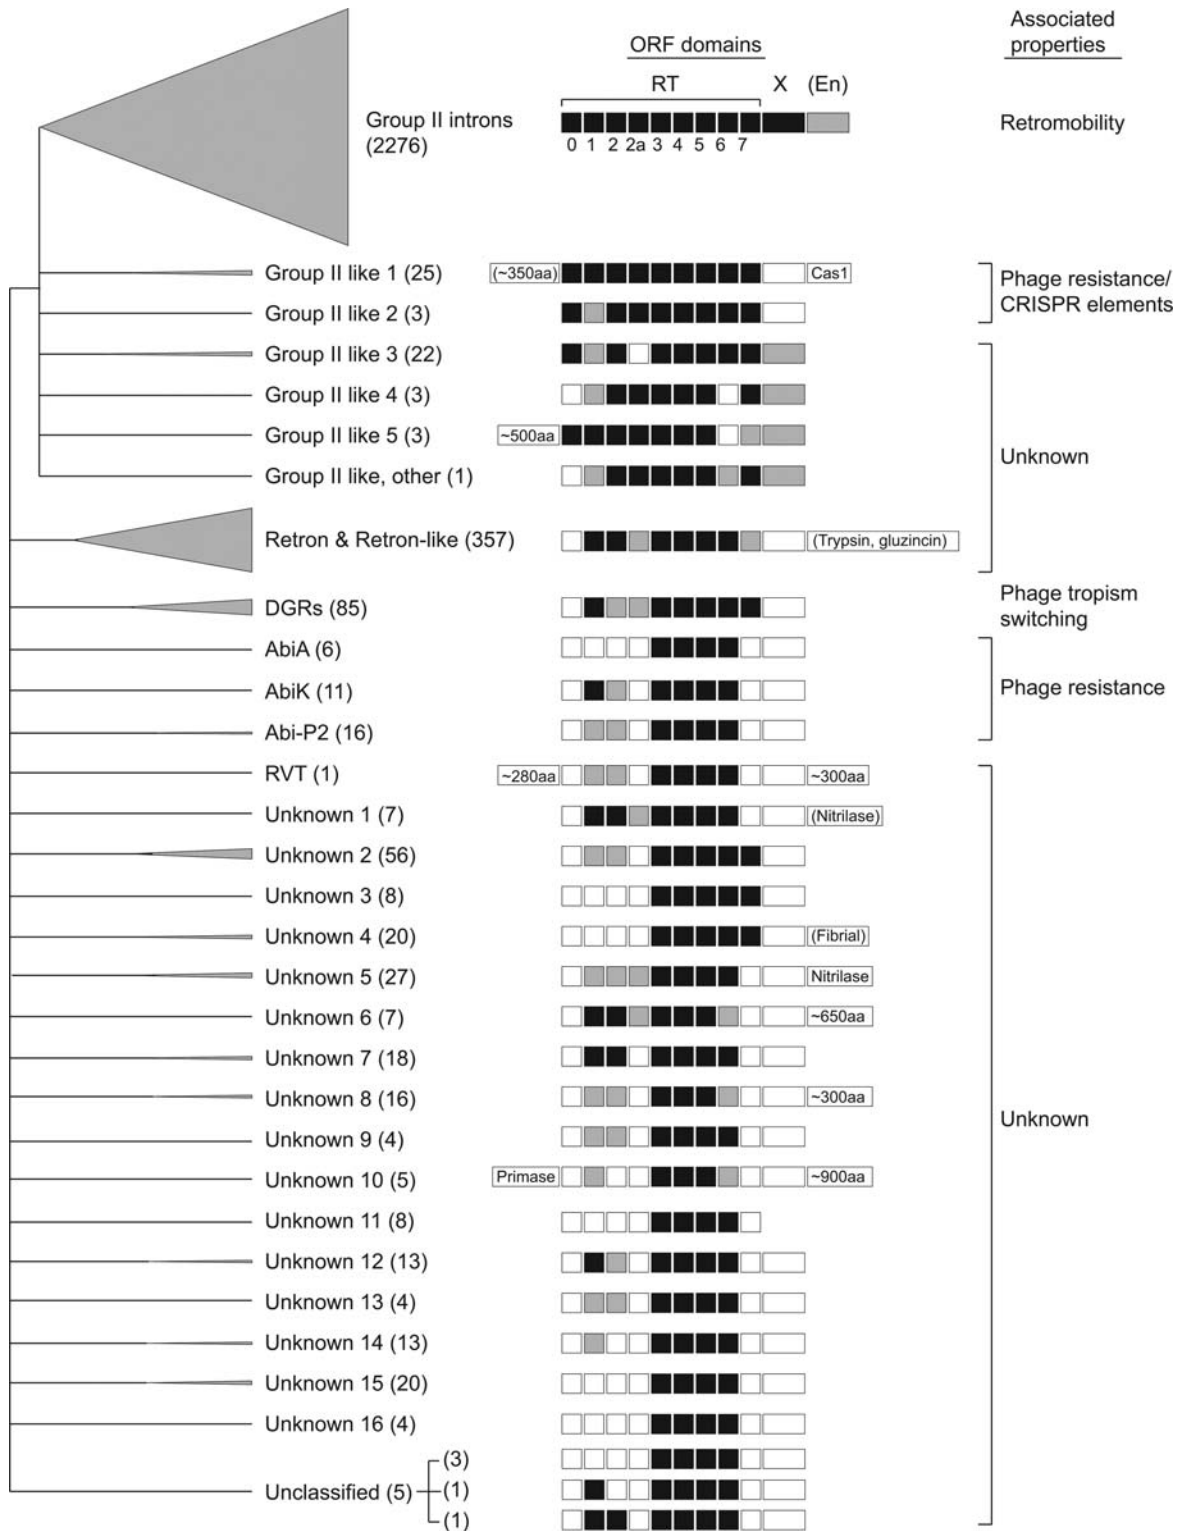 ORF domains
Associated
properties
RT X (En)
Group II introns
(2276)
0 1 2 2a 3 4 5 6 7
Retromobility
Group II like 1 (25) (~350aa) Cas1
Phage resistance/
CRISPR elements
Group II like 2 (3)
Group II like 3 (22)
Group II like 4 (3)
Group II like 5 (3) ~500aa
Unknown
Group II like, other (1)
Retron & Retron-like (357) (Trypsin, gluzincin)
DGRs (85)
Phage tropism
switching
AbiA (6)
AbiK (11)
Phage resistance
Abi-P2 (16)
RVT (1) ~280aa ~300aa
Unknown 1 (7) (Nitrilase)
Unknown 2 (56)
Unknown 3 (8)
Unknown 4 (20) (Fibrial)
Unknown 5 (27) Nitrilase
Unknown 6 (7) ~650aa
Unknown 7 (18)
Unknown 8 (16) ~300aa
Unknown
Unknown 9 (4)
Unknown 10 (5) Primase ~900aa
Unknown 11 (8)
Unknown 12 (13)
Unknown 13 (4)
Unknown 14 (13)
Unknown 15 (20)
Unknown 16 (4)
(3)
Unclassified (5) (1)
(1)